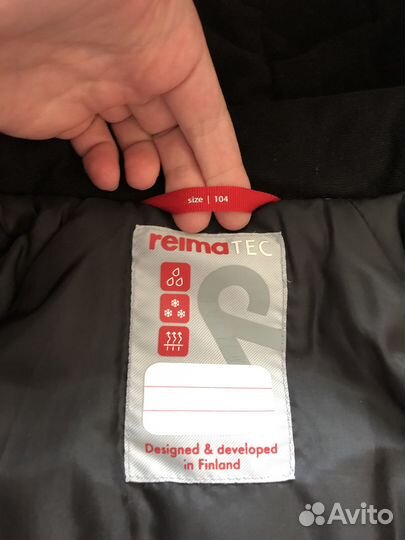 size | 104
reimaTEC
Designed & developed
in Finland
Avito